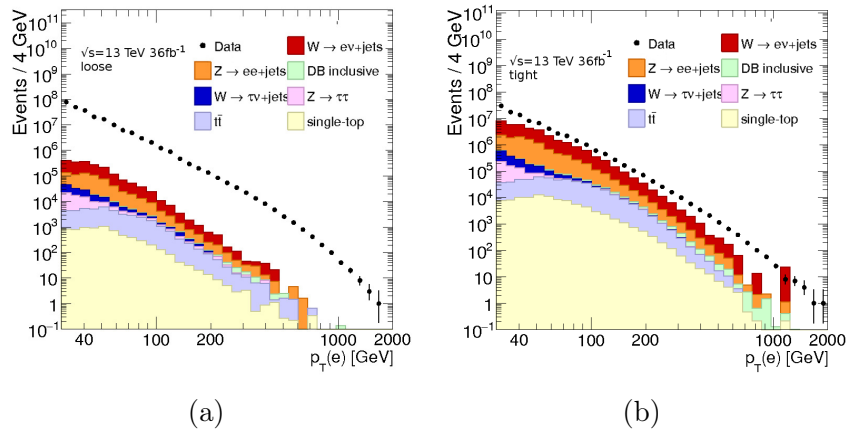 Events / 4 GeV
10¹¹
10¹⁰
10⁹
10⁸
10⁷
10⁶
10⁵
10⁴
10³
10²
10
1
10⁻¹
√s=13 TeV 36fb⁻¹
loose
Data
W → eν+jets
Z → ee+jets
DB inclusive
W → τν+jets
Z → ττ
tt̄
single-top
40
100
200
1000
2000
p_T(e) [GeV]
(a)
Events / 4 GeV
10¹¹
10¹⁰
10⁹
10⁸
10⁷
10⁶
10⁵
10⁴
10³
10²
10
1
10⁻¹
√s=13 TeV 36fb⁻¹
tight
Data
W → eν+jets
Z → ee+jets
DB inclusive
W → τν+jets
Z → ττ
tt̄
single-top
40
100
200
1000
2000
p_T(e) [GeV]
(b)